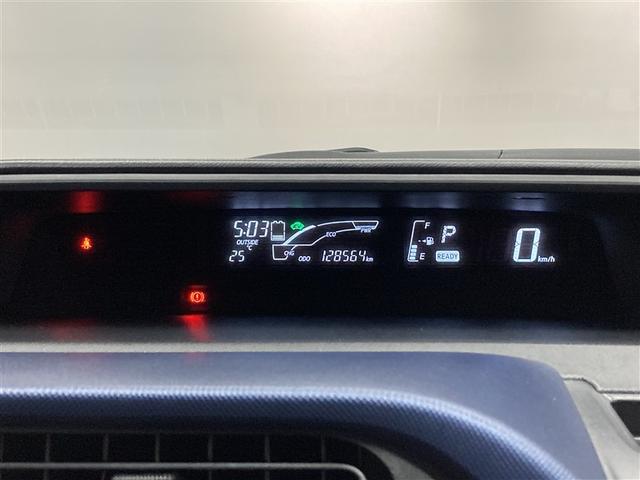 5:03
OUTSIDE
°C
25
CHG
ECO
PWR
ODO 128564 km
F
E
P
READY
0 km/h